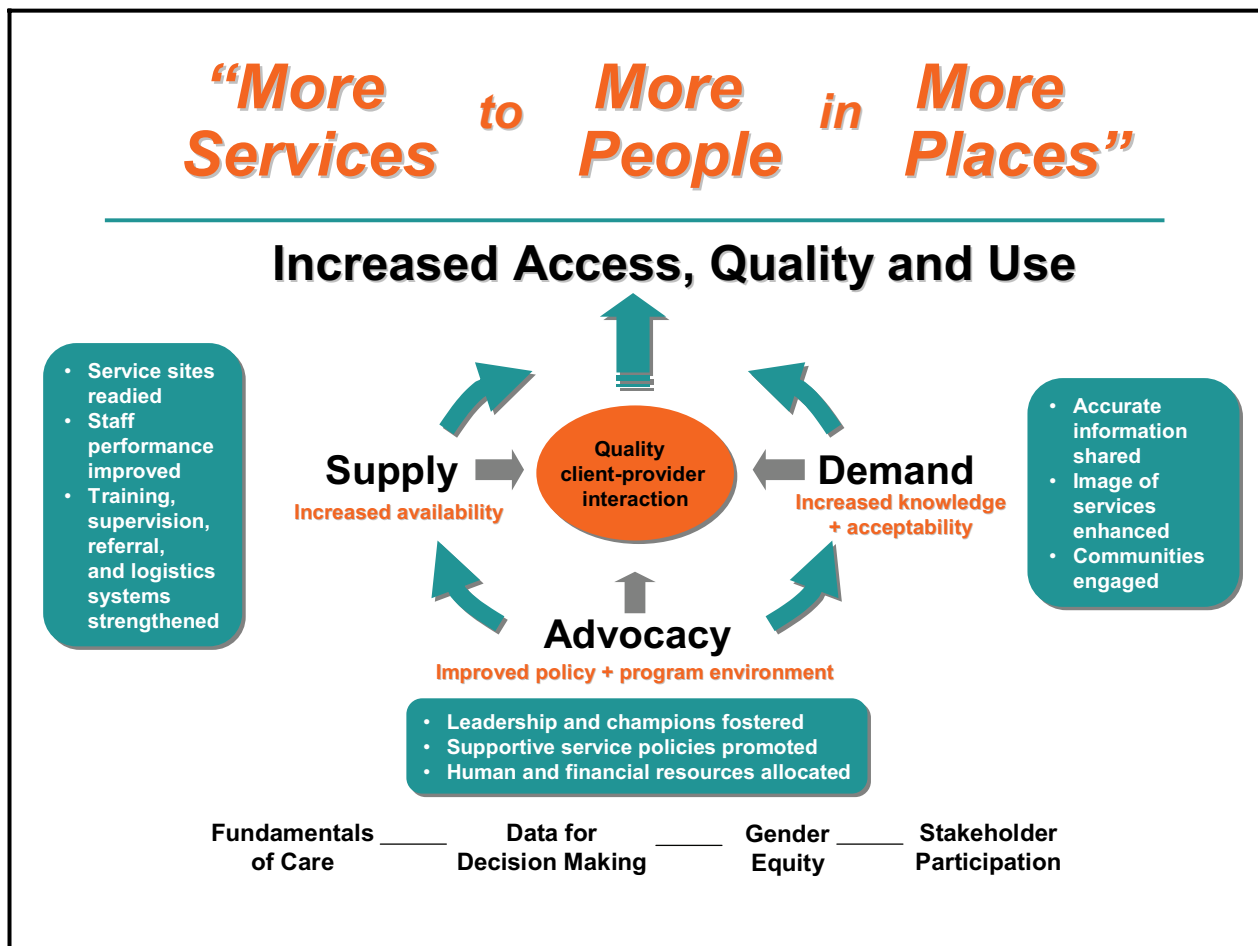 “More Services to More People in More Places”
Increased Access, Quality and Use
• Service sites
readied
• Staff
performance
improved
• Training,
supervision,
referral,
and logistics
systems
strengthened
Supply
Increased availability
Quality
client-provider
interaction
Demand
Increased knowledge
+ acceptability
• Accurate
information
shared
• Image of
services
enhanced
• Communities
engaged
Advocacy
Improved policy + program environment
• Leadership and champions fostered
• Supportive service policies promoted
• Human and financial resources allocated
Fundamentals
of Care
Data for
Decision Making
Gender
Equity
Stakeholder
Participation